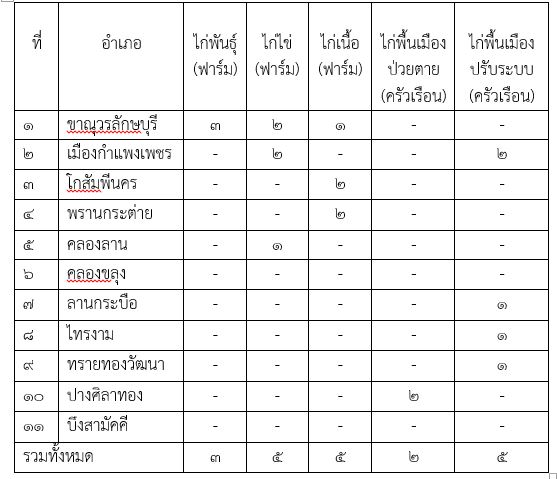 ที่ อำเภอ ไก่พันธุ์ (ฟาร์ม) ไก่ไข่ (ฟาร์ม) ไก่เนื้อ (ฟาร์ม) ไก่พื้นเมือง ป่วยตาย (ครัวเรือน) ไก่พื้นเมือง ปรับระบบ (ครัวเรือน)
๑ ขาณุวรลักษบุรี ๓ ๒ ๑ - -
๒ เมืองกำแพงเพชร - ๒ - - ๒
๓ โกสัมพีนคร - - ๒ - -
๔ พรานกระต่าย - - ๒ - -
๕ คลองลาน - ๑ - - -
๖ คลองขลุง - - - - -
๗ ลานกระบือ - - - - ๑
๘ ไทรงาม - - - - ๑
๙ ทรายทองวัฒนา - - - - ๑
๑๐ ปางศิลาทอง - - - ๒ -
๑๑ บึงสามัคคี - - - - -
รวมทั้งหมด ๓ ๕ ๕ ๒ ๕